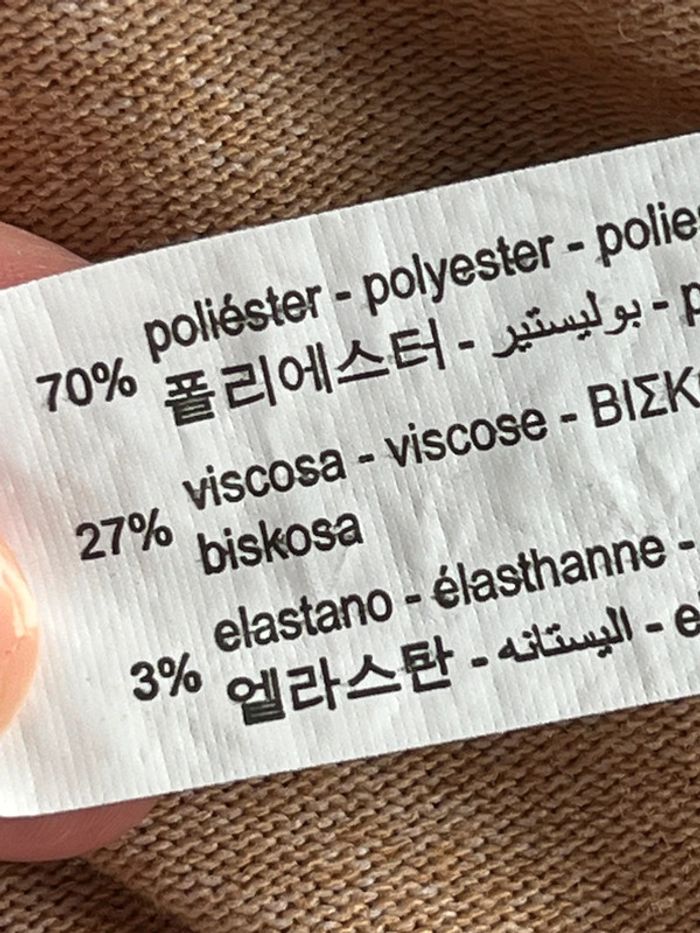 70% poliéster - polyester - polies
폴리에스터 - بوليستير - p
27% viscosa - viscose - ΒΙΣΚ
biskosa
3% elastano - élasthanne -
엘라스탄 - اليستانه - e